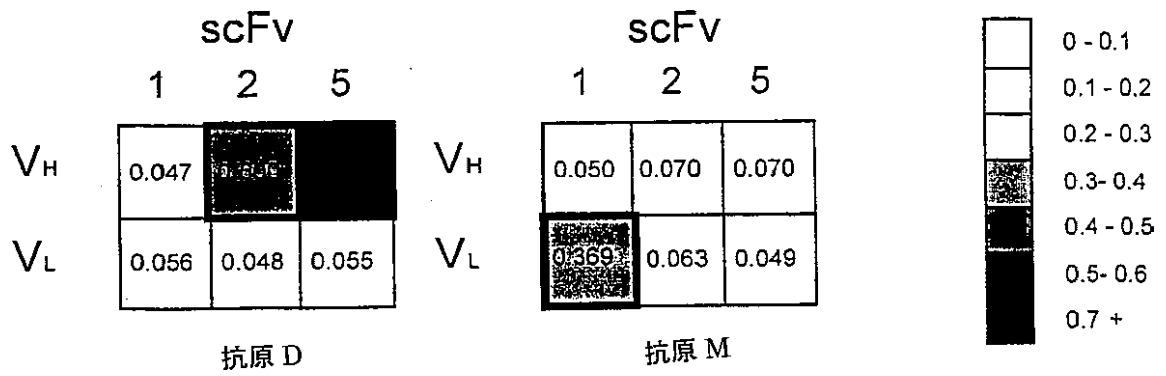 scFv
1 2 5
VH 0.047
VL 0.056 0.048 0.055
抗原 D
scFv
1 2 5
VH 0.050 0.070 0.070
VL 0.369 0.063 0.049
抗原 M
0 - 0.1
0.1 - 0.2
0.2 - 0.3
0.3- 0.4
0.4 - 0.5
0.5- 0.6
0.7 +